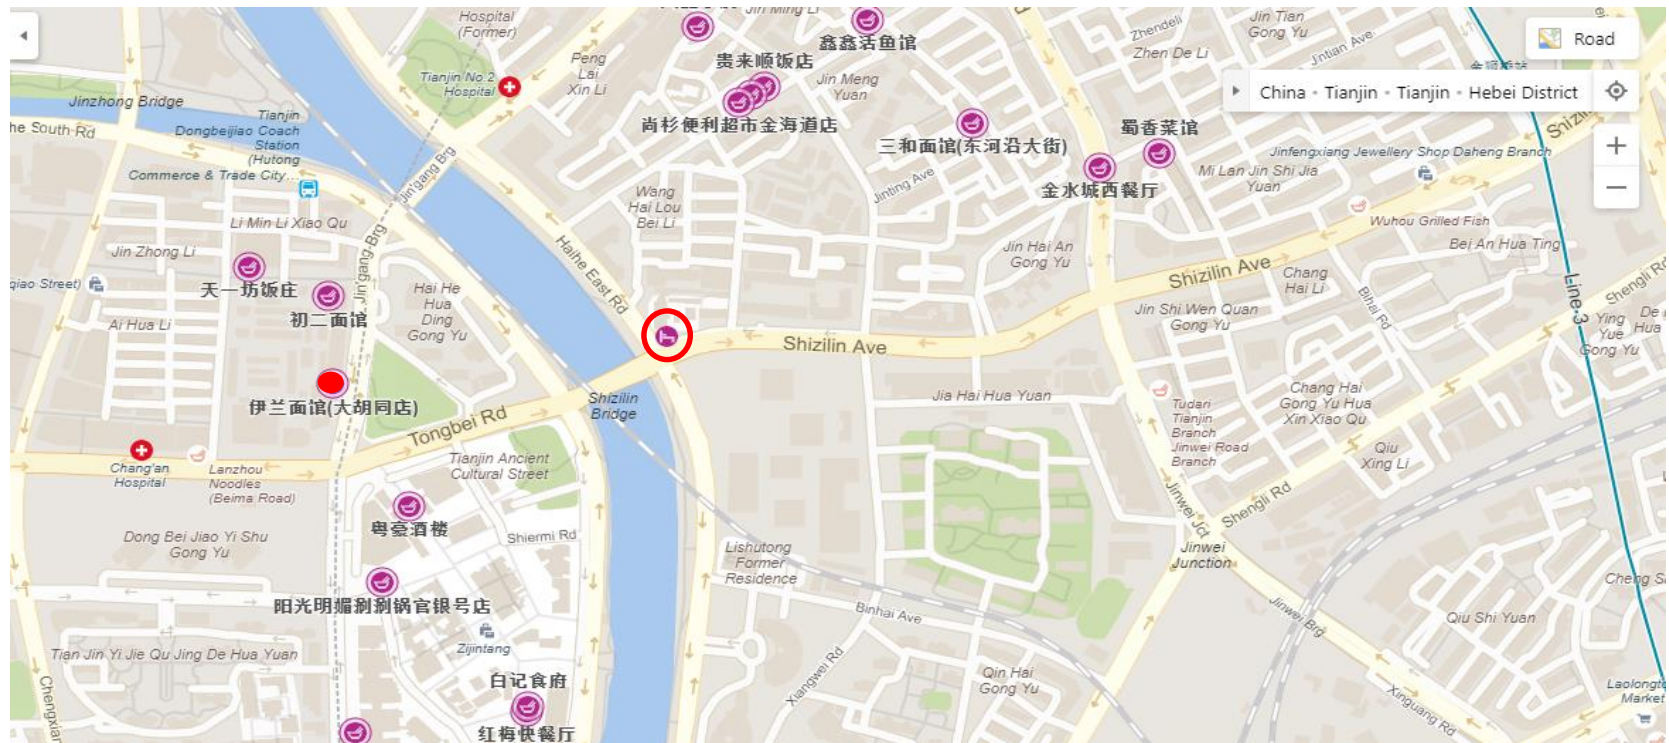 Hospital
(Former)
Jin Ming Li
鑫鑫活鱼馆
Zhendeli
Zhen De Li
Jin Tian
Gong Yu
Jintian Ave
Road
Peng
Lai
Xin Li
贵来顺饭店
Tianjin No.2
Hospital
Jin Meng
Yuan
China • Tianjin • Tianjin • Hebei District
Jinzhong Bridge
he South Rd
Tianjin
Dongbeijiao Coach
Station
(Hutong
Commerce & Trade City...
尚杉便利超市金海道店
三和面馆(东河沿大街)
蜀香菜馆
Jinfengxiang Jewellery Shop Daheng Branch
Jin'gang Brg
Wang
Hai Lou
Bei Li
Jinting Ave
金水城西餐厅
Mi Lan Jin Shi Jia
Yuan
Wuhou Grilled Fish
Bei An Hua Ting
Li Min Li Xiao Qu
Jin Zhong Li
Jin'gang-Brg
Haihe East Rd
Jin Hai An
Gong Yu
Shizilin Ave
Chang
Hai Li
Line-3
Shengli Rd
qiao Street)
天一坊饭庄
初二面馆
Hai He
Hua
Ding
Gong Yu
Ai Hua Li
Jin Shi Wen Quan
Gong Yu
Bihai Rd
Ying
Yue
Gong Yu
De
Hua
Shizilin Ave
伊兰面馆(大胡同店)
Shizilin
Bridge
Jia Hai Hua Yuan
Tudari
Tianjin
Branch
Jinwei Road
Branch
Chang Hai
Gong Yu Hua
Xin Xiao Qu
Tongbei Rd
Chang'an
Hospital
Lanzhou
Noodles
(Beima Road)
Tianjin Ancient
Cultural Street
Qiu
Xing Li
粤豪酒楼
Jinwei Jct
Shengli Rd
Dong Bei Jiao Yi Shu
Gong Yu
Shiermi Rd
Lishutong
Former
Residence
Jinwei
Junction
阳光明媚涮涮锅官银号店
Binhai Ave
Jinwei Brg
Cheng S
Qiu Shi Yuan
Zijintang
Tian Jin Yi Jie Qu Jing De Hua Yuan
Xiangwei Rd
Qin Hai
Gong Yu
Chengxian
白记食府
红梅快餐厅
Xinguang Rd
Laolongt
Market